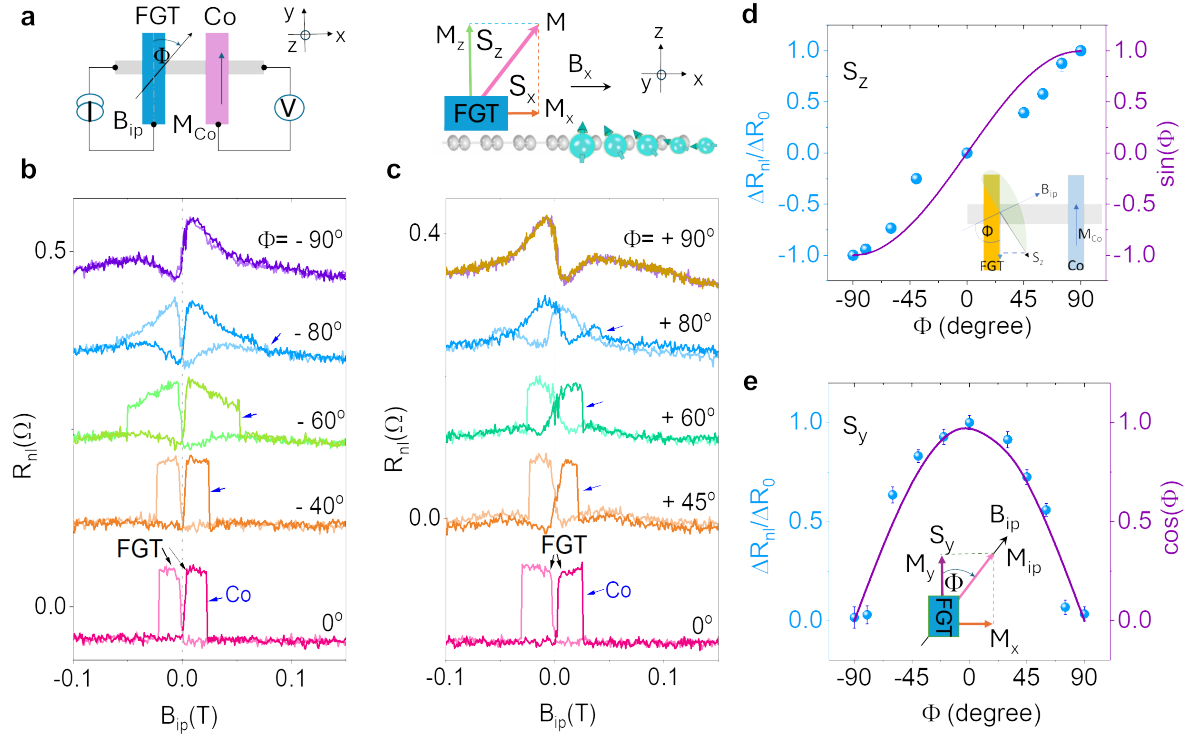 a
FGT Co
Φ
I
V
B_ip
M_Co
y
z x
M_z S_z M
S_x
FGT M_x
B_x
z
y x
b
R_nl(Ω)
0.5
0.0
Φ= - 90°
- 80°
- 60°
- 40°
FGT
Co
0°
-0.1 0.0 0.1
B_ip(T)
c
R_nl(Ω)
0.4
0.0
Φ= + 90°
+ 80°
+ 60°
+ 45°
FGT
Co
0°
-0.1 0.0 0.1
B_ip(T)
d
S_z
ΔR_nl/ΔR_0
1.0
0.5
0.0
-0.5
-1.0
sin(Φ)
1.0
0.5
0.0
-0.5
-1.0
B_ip
Φ
M_Co
FGT S_z Co
-90 -45 0 45 90
Φ (degree)
e
S_y
ΔR_nl/ΔR_0
1.0
0.5
0.0
cos(Φ)
1.0
0.5
0.0
B_ip
S_y
M_y M_ip
Φ
FGT
M_x
-90 -45 0 45 90
Φ (degree)